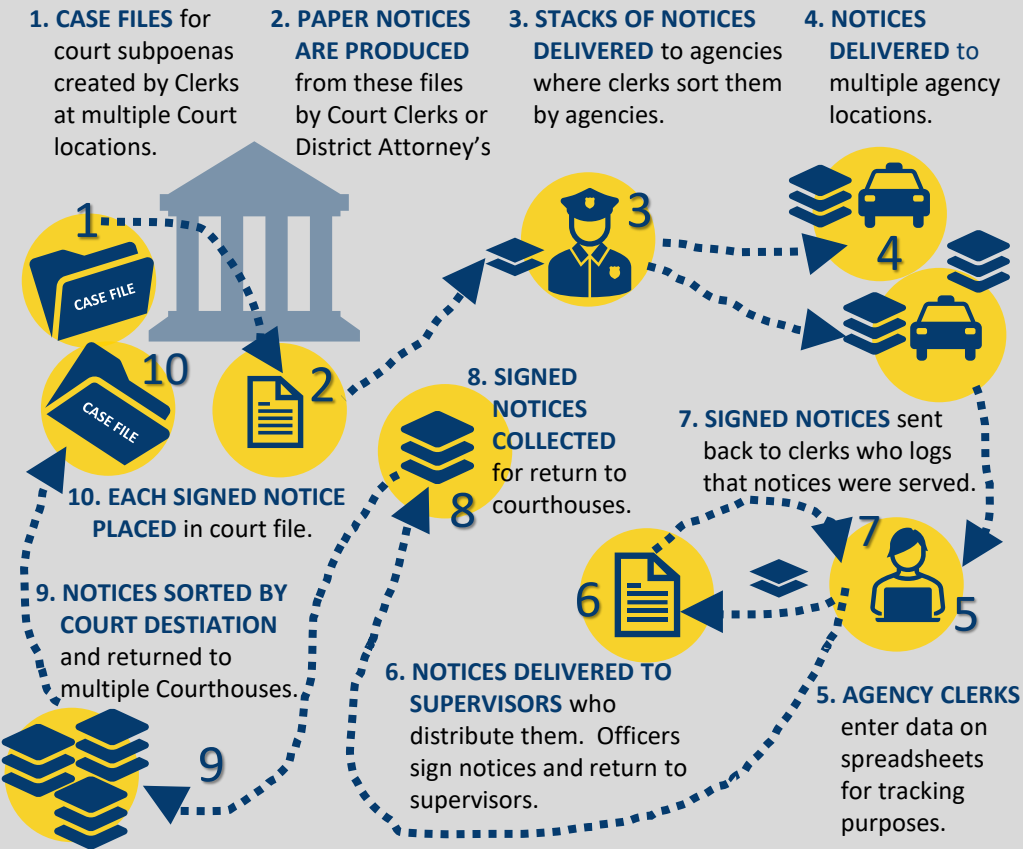 1. CASE FILES for
court subpoenas
created by Clerks
at multiple Court
locations.
2. PAPER NOTICES
ARE PRODUCED
from these files
by Court Clerks or
District Attorney's
3. STACKS OF NOTICES
DELIVERED to agencies
where clerks sort them
by agencies.
4. NOTICES
DELIVERED to
multiple agency
locations.
1
CASE FILE
2
3
4
10
CASE FILE
10. EACH SIGNED NOTICE
PLACED in court file.
8. SIGNED
NOTICES
COLLECTED
for return to
courthouses.
8
7. SIGNED NOTICES sent
back to clerks who logs
that notices were served.
7
6
5
9. NOTICES SORTED BY
COURT DESTIATION
and returned to
multiple Courthouses.
9
6. NOTICES DELIVERED TO
SUPERVISORS who
distribute them. Officers
sign notices and return to
supervisors.
5. AGENCY CLERKS
enter data on
spreadsheets
for tracking
purposes.